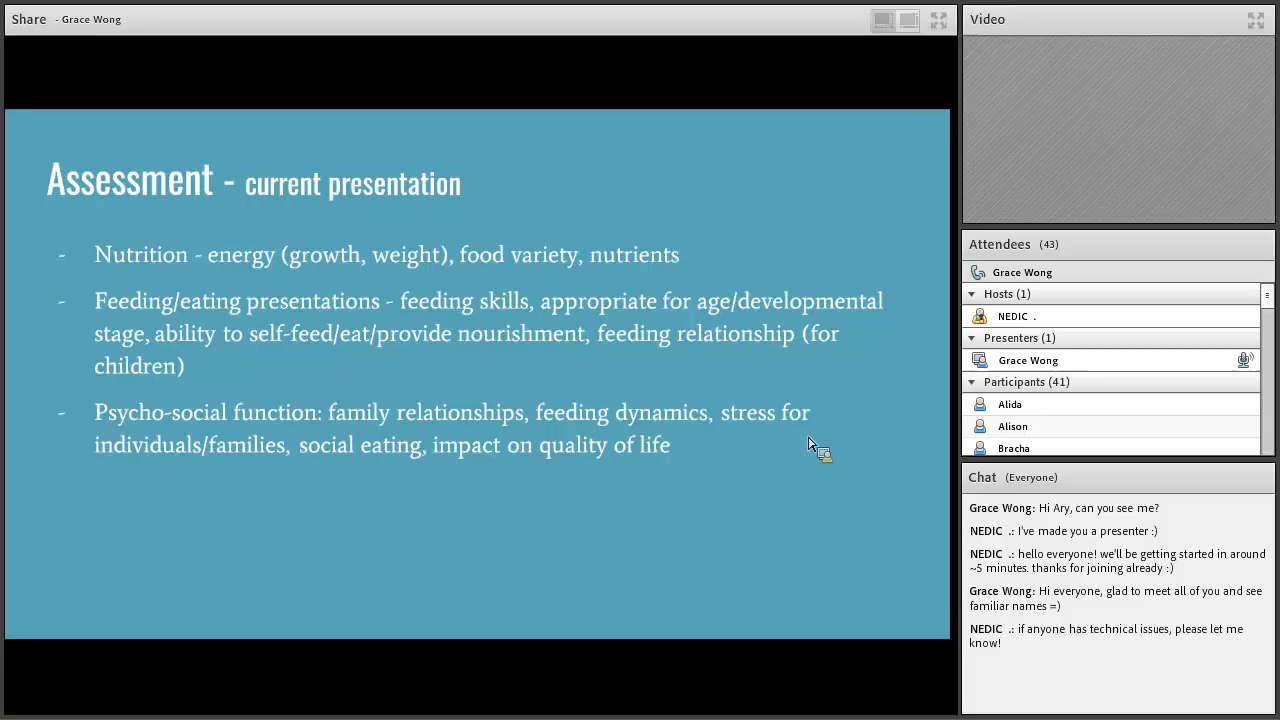 Share - Grace Wong
Assessment - current presentation
- Nutrition - energy (growth, weight), food variety, nutrients
- Feeding/eating presentations - feeding skills, appropriate for age/developmental
stage, ability to self-feed/eat/provide nourishment, feeding relationship (for
children)
- Psycho-social function: family relationships, feeding dynamics, stress for
individuals/families, social eating, impact on quality of life
Video
Attendees (43)
Grace Wong
Hosts (1)
NEDIC .
Presenters (1)
Grace Wong
Participants (41)
Alida
Alison
Bracha
Chat (Everyone)
Grace Wong: Hi Ary, can you see me?
NEDIC .: I've made you a presenter :)
NEDIC .: hello everyone! we'll be getting started in around
~5 minutes. thanks for joining already :)
Grace Wong: Hi everyone, glad to meet all of you and see
familiar names =)
NEDIC .: if anyone has technical issues, please let me
know!